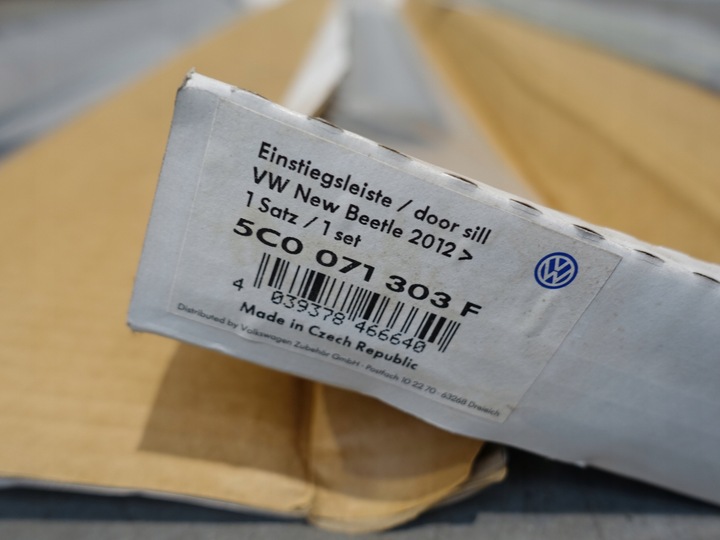 Einstiegsleiste / door sill
VW New Beetle 2012 >
1 Satz / 1 set
5C0 071 303 F
4 039378 466640
Made in Czech Republic
Distributed by Volkswagen Zubehör GmbH · Postfach 10 22 70 · 63268 Dreieich
VW